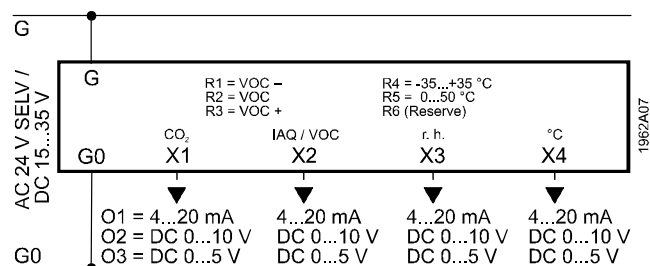 G
AC 24 V SELV /
DC 15...35 V
G
R1 = VOC –
R2 = VOC
R3 = VOC +
R4 = -35...+35 °C
R5 = 0...50 °C
R6 (Reserve)
CO₂ IAQ / VOC r. h. °C
G0 X1 X2 X3 X4
1962A07
O1 = 4...20 mA 4...20 mA 4...20 mA 4...20 mA
O2 = DC 0...10 V DC 0...10 V DC 0...10 V DC 0...10 V
O3 = DC 0...5 V DC 0...5 V DC 0...5 V DC 0...5 V
G0